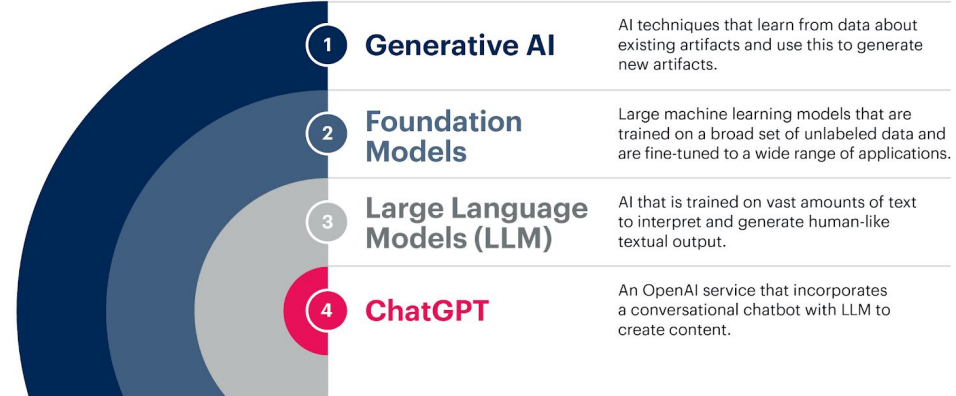 1
Generative AI
AI techniques that learn from data about
existing artifacts and use this to generate
new artifacts.
2
Foundation
Models
Large machine learning models that are
trained on a broad set of unlabeled data and
are fine-tuned to a wide range of applications.
3
Large Language
Models (LLM)
AI that is trained on vast amounts of text
to interpret and generate human-like
textual output.
4
ChatGPT
An OpenAI service that incorporates
a conversational chatbot with LLM to
create content.